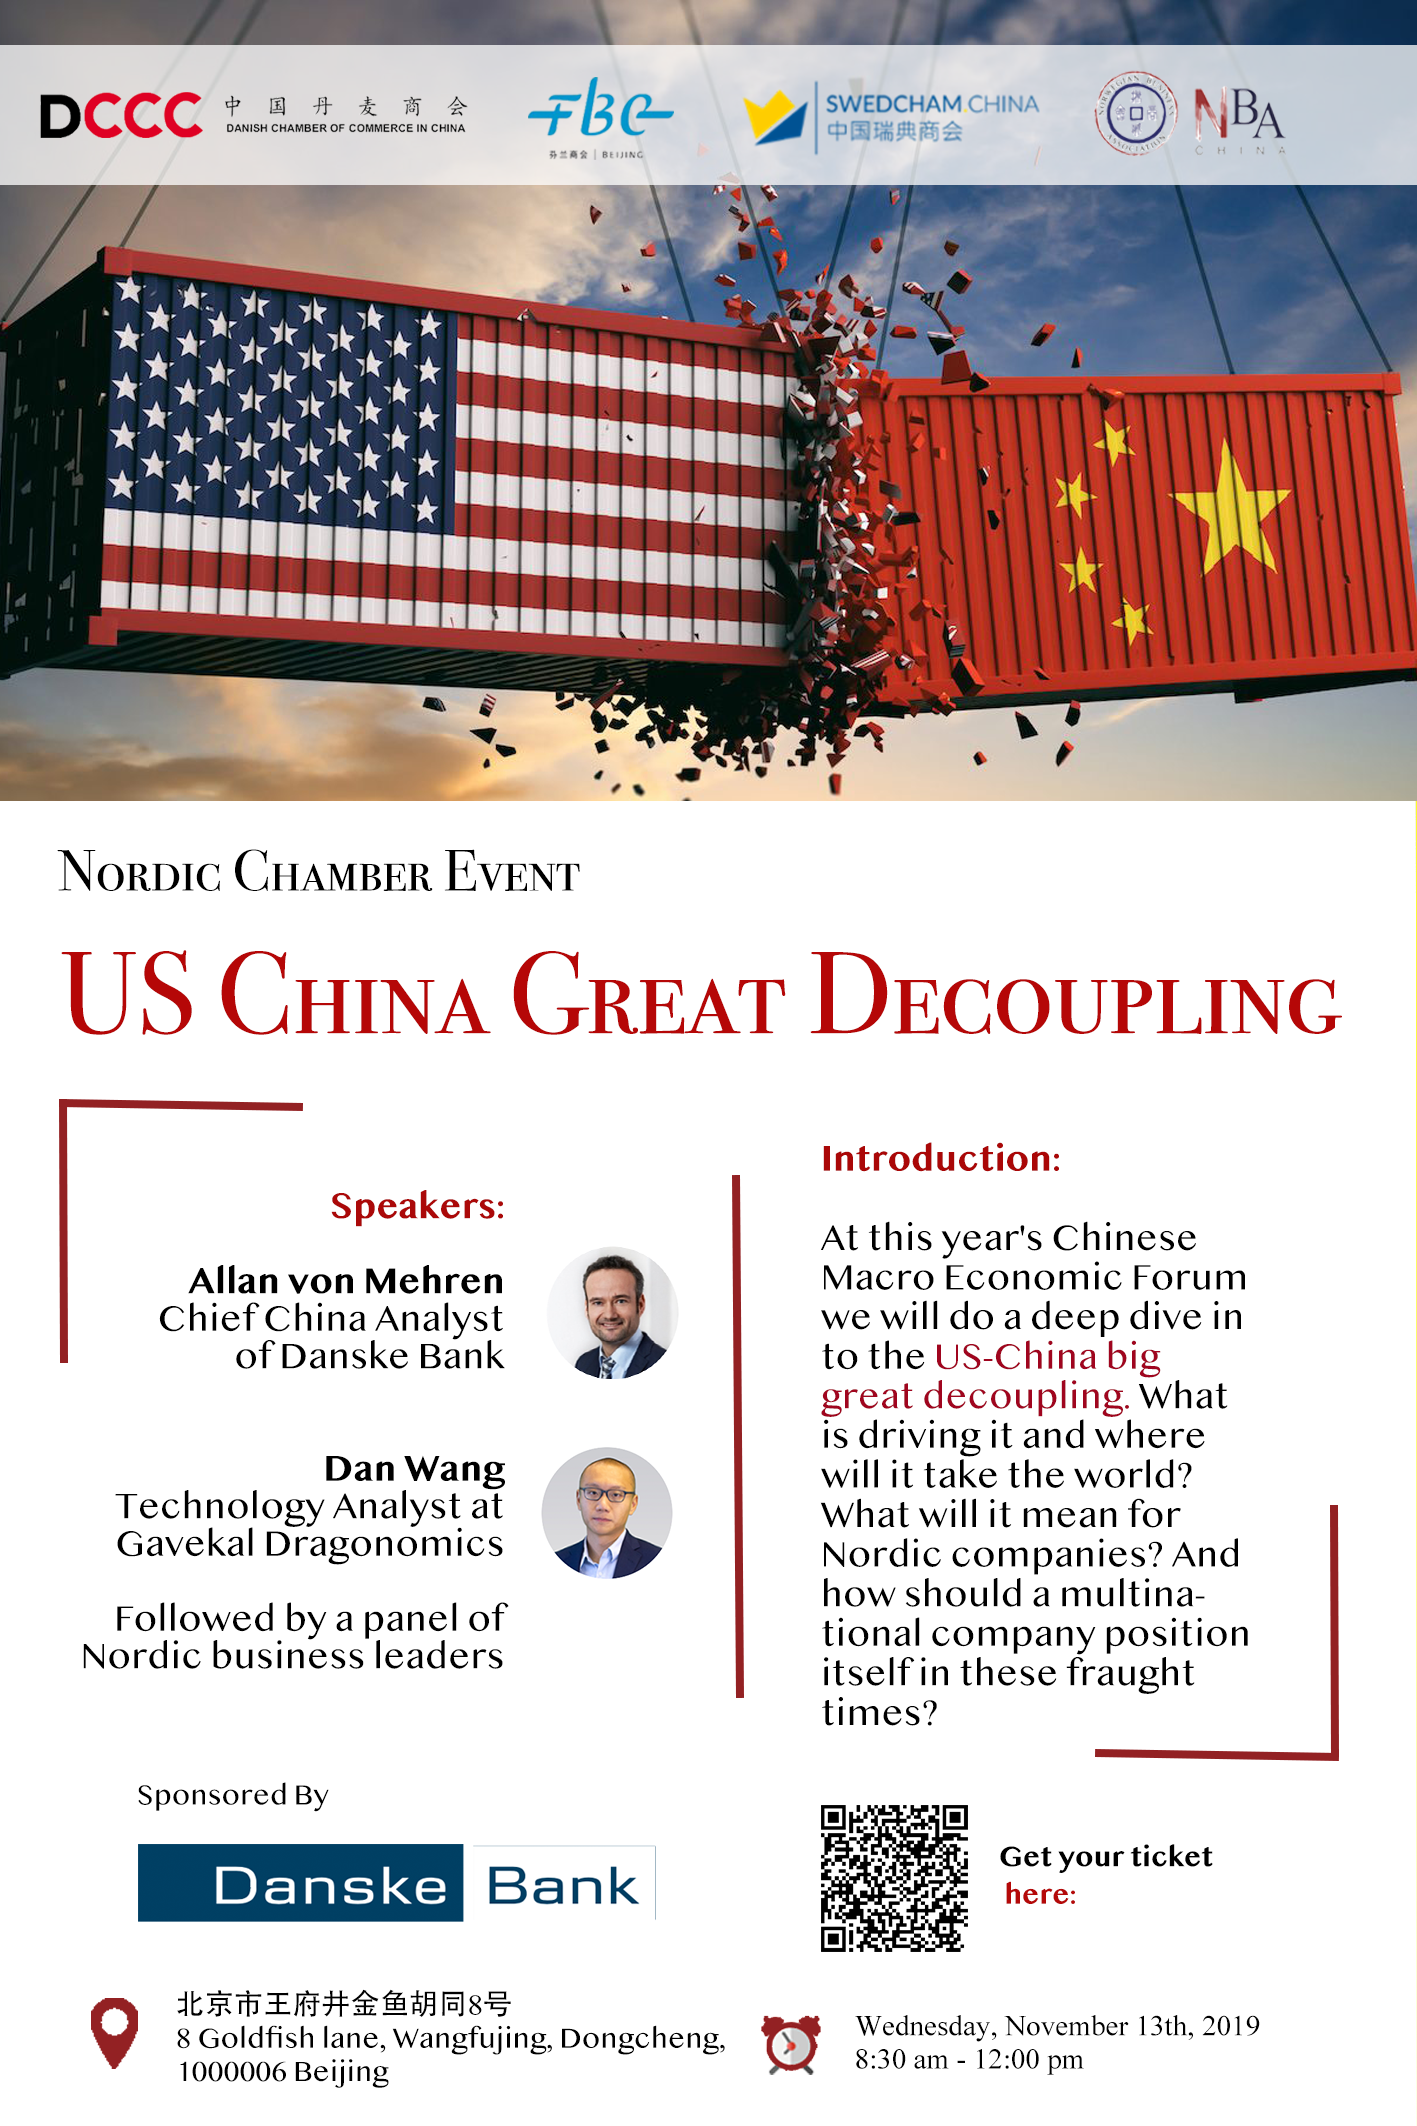 DCCC
中国丹麦商会
DANISH CHAMBER OF COMMERCE IN CHINA
FBC
芬兰商会 | BEIJING
SWEDCHAM CHINA
中国瑞典商会
NORWEGIAN BUSINESS ASSOCIATION
NBA
CHINA
NORDIC CHAMBER EVENT
US CHINA GREAT DECOUPLING
Speakers:
Allan von Mehren
Chief China Analyst
of Danske Bank
Dan Wang
Technology Analyst at
Gavekal Dragonomics
Followed by a panel of
Nordic business leaders
Introduction:
At this year's Chinese
Macro Economic Forum
we will do a deep dive in
to the US-China big
great decoupling. What
is driving it and where
will it take the world?
What will it mean for
Nordic companies? And
how should a multina-
tional company position
itself in these fraught
times?
Sponsored By
Danske Bank
Get your ticket
here:
北京市王府井金鱼胡同8号
8 Goldfish lane, Wangfujing, Dongcheng,
1000006 Beijing
Wednesday, November 13th, 2019
8:30 am - 12:00 pm